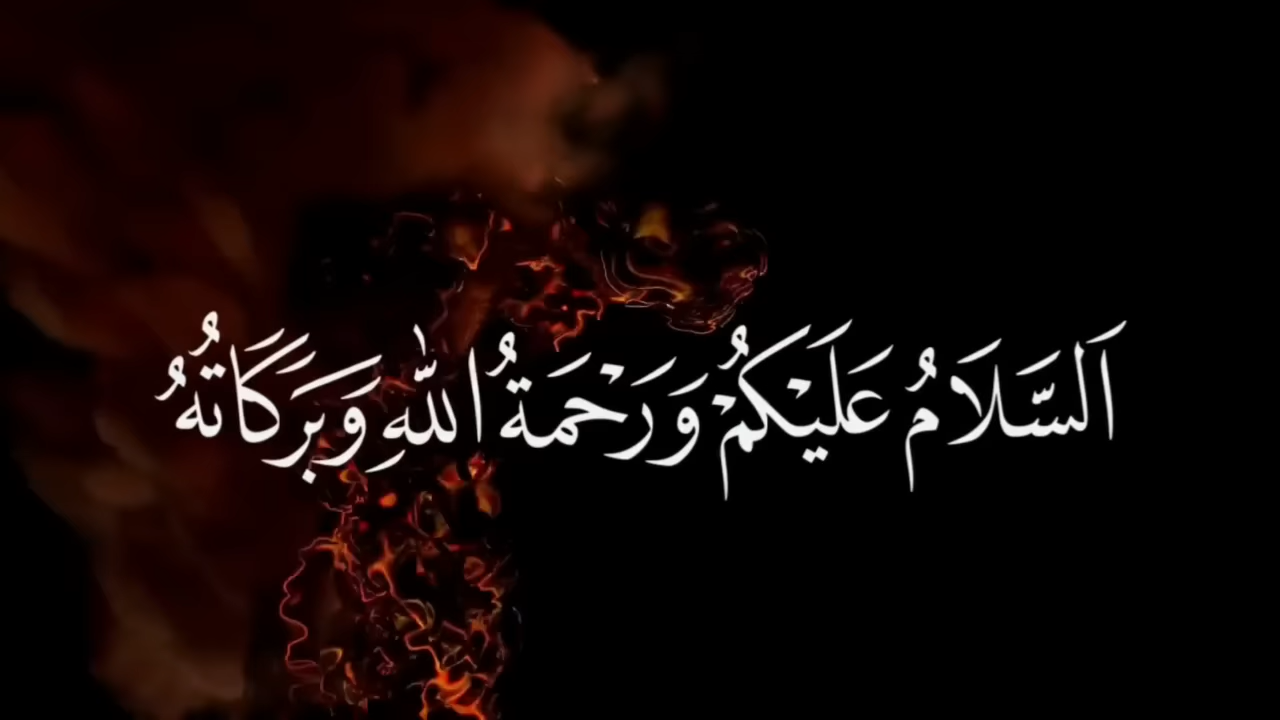 اَلسَّلَامُ عَلَيْكُمْ وَرَحْمَةُ اللّٰهِ وَبَرَكَاتُهُ